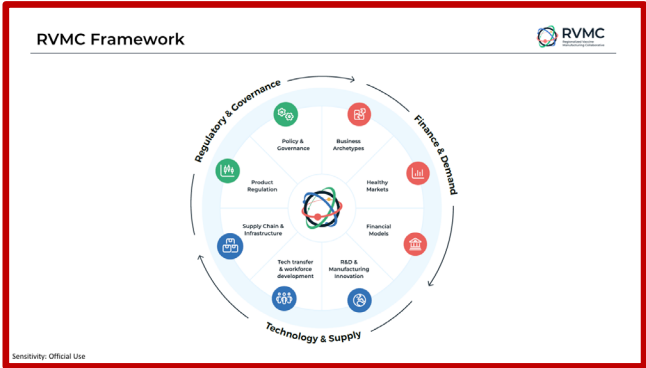 RVMC Framework
RVMC
Regionalized Vaccine
Manufacturing Collaborative
Regulatory & Governance
Finance & Demand
Technology & Supply
Policy &
Governance
Business
Archetypes
Product
Regulation
Healthy
Markets
Supply Chain &
Infrastructure
Financial
Models
Tech transfer
& workforce
development
R&D &
Manufacturing
Innovation
Sensitivity: Official Use